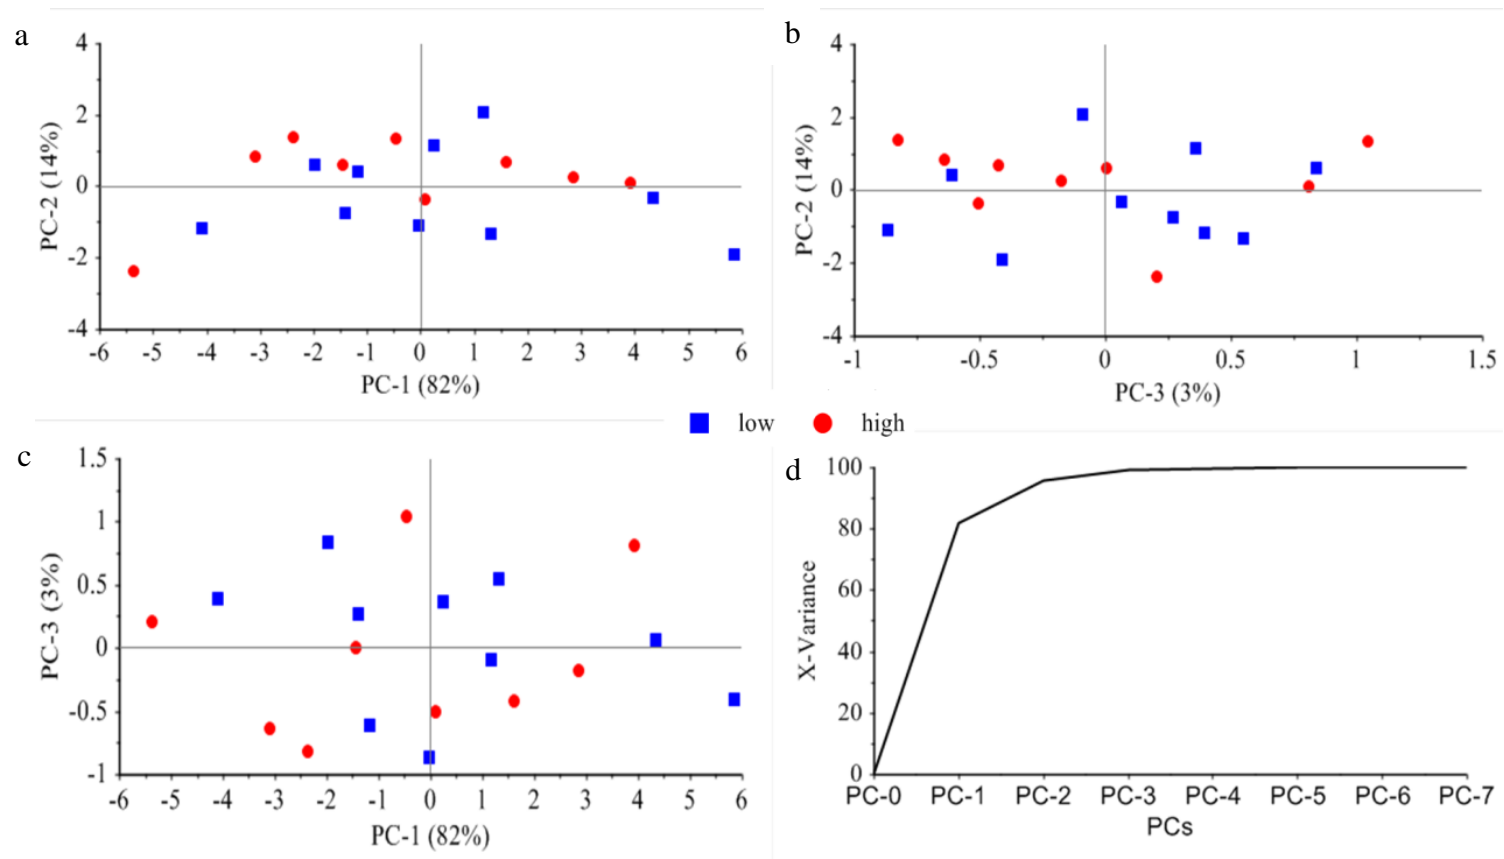 a
4
2
0
-2
-4
PC-2 (14%)
-6 -5 -4 -3 -2 -1 0 1 2 3 4 5 6
PC-1 (82%)
b
4
2
0
-2
-4
PC-2 (14%)
-1 -0.5 0 0.5 1 1.5
PC-3 (3%)
low high
c
1.5
1
0.5
0
-0.5
-1
PC-3 (3%)
-6 -5 -4 -3 -2 -1 0 1 2 3 4 5 6
PC-1 (82%)
d
100
80
60
40
20
0
X-Variance
PC-0 PC-1 PC-2 PC-3 PC-4 PC-5 PC-6 PC-7
PCs